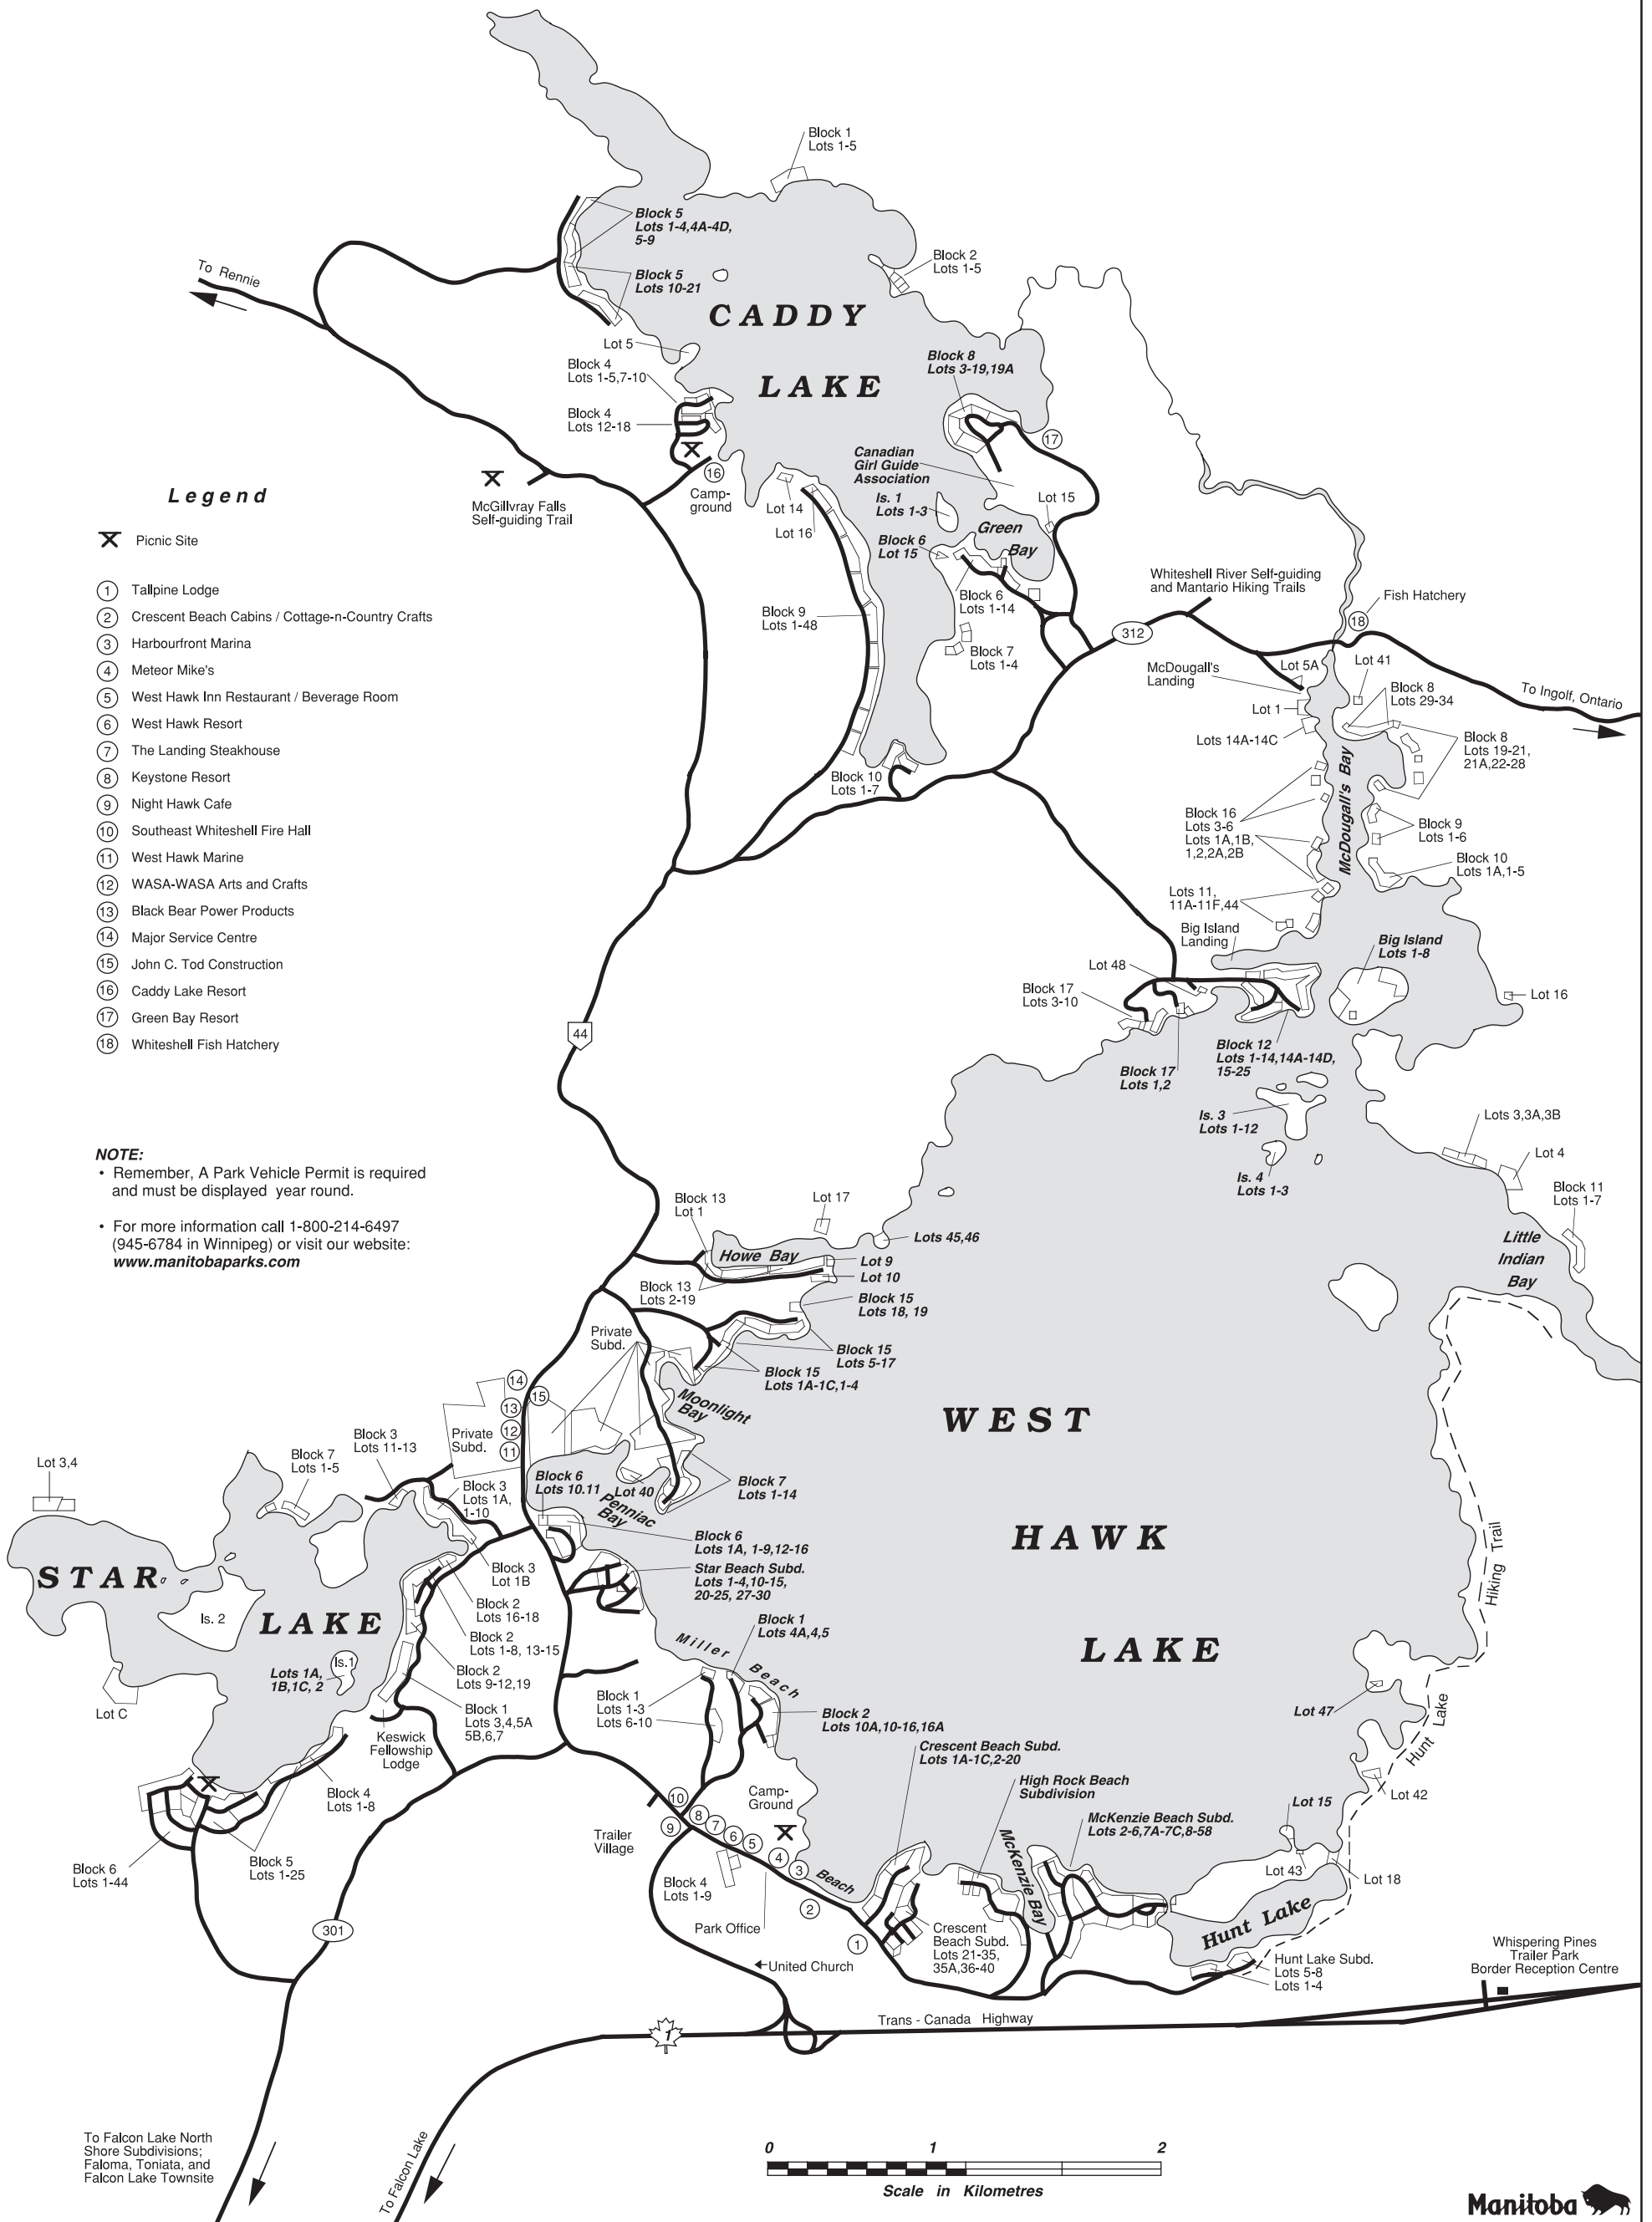 Block 1
Lots 1-5
Block 5
Lots 1-4,4A-4D,
5-9
To Rennie
Block 5
Lots 10-21
Block 2
Lots 1-5
CADDY
LAKE
Lot 5
Block 4
Lots 1-5,7-10
Block 4
Lots 12-18
Block 8
Lots 3-19,19A
17
Canadian
Girl Guide
Association
16
Camp-
ground
McGillvray Falls
Self-guiding Trail
Lot 14
Lot 16
Is. 1
Lots 1-3
Lot 15
Green
Bay
Block 6
Lot 15
Block 6
Lots 1-14
Block 9
Lots 1-48
Block 7
Lots 1-4
Block 10
Lots 1-7
Legend
Picnic Site
1 Tallpine Lodge
2 Crescent Beach Cabins / Cottage-n-Country Crafts
3 Harbourfront Marina
4 Meteor Mike's
5 West Hawk Inn Restaurant / Beverage Room
6 West Hawk Resort
7 The Landing Steakhouse
8 Keystone Resort
9 Night Hawk Cafe
10 Southeast Whiteshell Fire Hall
11 West Hawk Marine
12 WASA-WASA Arts and Crafts
13 Black Bear Power Products
14 Major Service Centre
15 John C. Tod Construction
16 Caddy Lake Resort
17 Green Bay Resort
18 Whiteshell Fish Hatchery
Whiteshell River Self-guiding
and Mantario Hiking Trails
312
Fish Hatchery
18
McDougall's
Landing
Lot 5A
Lot 41
Block 8
Lots 29-34
To Ingolf, Ontario
Lot 1
Lots 14A-14C
Block 8
Lots 19-21,
21A,22-28
McDougall's Bay
Block 16
Lots 3-6
Lots 1A,1B,
1,2,2A,2B
Block 9
Lots 1-6
Block 10
Lots 1A,1-5
Lots 11,
11A-11F,44
Big Island
Landing
Big Island
Lots 1-8
Lot 48
Block 17
Lots 3-10
Lot 16
44
Block 17
Lots 1,2
Block 12
Lots 1-14,14A-14D,
15-25
Is. 3
Lots 1-12
Is. 4
Lots 1-3
Lots 3,3A,3B
Lot 4
Block 11
Lots 1-7
Little
Indian
Bay
NOTE:
• Remember, A Park Vehicle Permit is required
and must be displayed year round.
• For more information call 1-800-214-6497
(945-6784 in Winnipeg) or visit our website:
www.manitobaparks.com
Block 13
Lot 1
Lot 17
Lots 45,46
Howe Bay
Lot 9
Lot 10
Block 13
Lots 2-19
Block 15
Lots 18, 19
Private
Subd.
Block 15
Lots 5-17
Block 15
Lots 1A-1C,1-4
Moonlight
Bay
14
15
13
12
11
Private
Subd.
WEST
HAWK
LAKE
Block 3
Lots 11-13
Block 7
Lots 1-5
Lot 3,4
Block 3
Lots 1A,
1-10
Block 6
Lots 10.11
Lot 40
Penniac
Bay
Block 7
Lots 1-14
Block 6
Lots 1A, 1-9,12-16
Star Beach Subd.
Lots 1-4,10-15,
20-25, 27-30
STAR
LAKE
Is. 2
Block 3
Lot 1B
Block 2
Lots 16-18
Block 2
Lots 1-8, 13-15
Block 2
Lots 9-12,19
Is.1
Lots 1A,
1B,1C, 2
Lot C
Block 1
Lots 3,4,5A
5B,6,7
Keswick
Fellowship
Lodge
Block 4
Lots 1-8
Block 5
Lots 1-25
Block 6
Lots 1-44
Miller Beach
Block 1
Lots 4A,4,5
Block 1
Lots 1-3
Lots 6-10
Block 2
Lots 10A,10-16,16A
Crescent Beach Subd.
Lots 1A-1C,2-20
High Rock Beach
Subdivision
McKenzie Beach Subd.
Lots 2-6,7A-7C,8-58
Hiking Trail
Hunt Lake
Lot 47
Lot 42
Lot 15
Lot 43
Lot 18
Camp-
Ground
10
9
8
7
6
5
4
3
2
1
Trailer
Village
Block 4
Lots 1-9
Park Office
Beach
McKenzie Bay
Crescent
Beach Subd.
Lots 21-35,
35A,36-40
Hunt Lake
Hunt Lake Subd.
Lots 5-8
Lots 1-4
Whispering Pines
Trailer Park
Border Reception Centre
United Church
301
1
Trans - Canada Highway
To Falcon Lake North
Shore Subdivisions;
Faloma, Toniata, and
Falcon Lake Townsite
To Falcon Lake
0 1 2
Scale in Kilometres
Manitoba